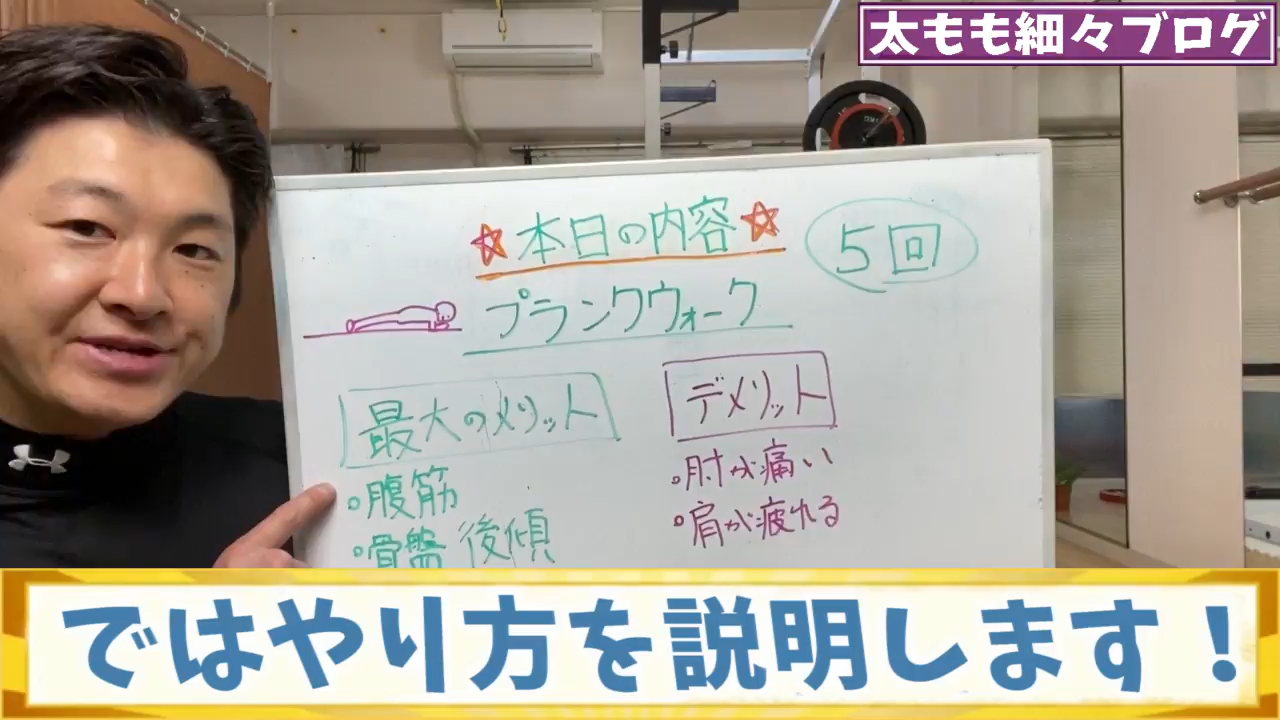 太もも細々ブログ
☆本日の内容☆
5回
プランクウォーク
最大のメリット
デメリット
。腹筋
。骨盤 後傾
。肘が痛い
。肩が疲れる
ではやり方を説明します！